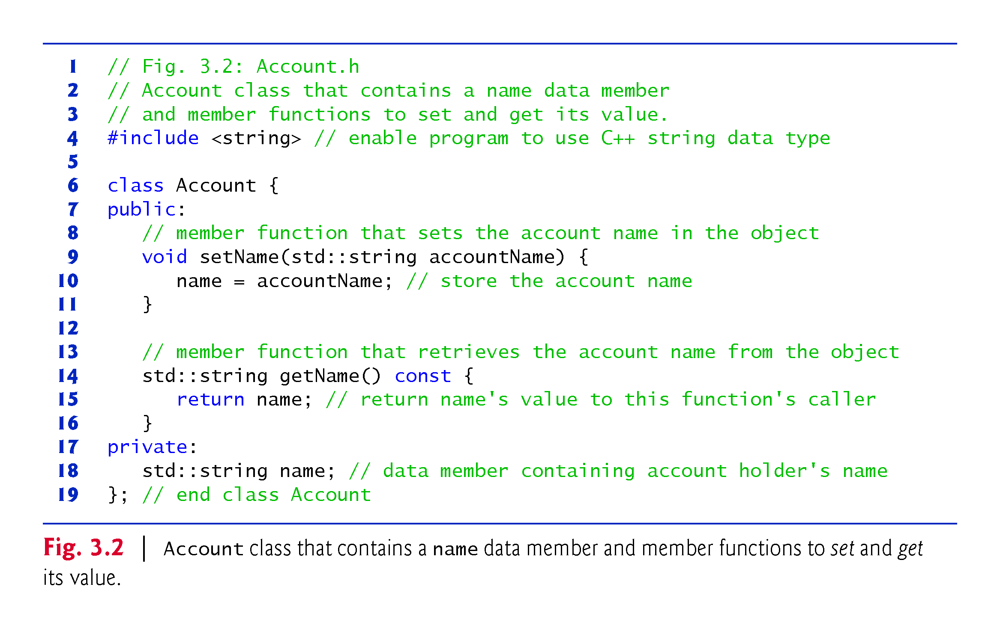 1 // Fig. 3.2: Account.h
2 // Account class that contains a name data member
3 // and member functions to set and get its value.
4 #include <string> // enable program to use C++ string data type
5
6 class Account {
7 public:
8    // member function that sets the account name in the object
9    void setName(std::string accountName) {
10       name = accountName; // store the account name
11    }
12
13    // member function that retrieves the account name from the object
14    std::string getName() const {
15       return name; // return name's value to this function's caller
16    }
17 private:
18    std::string name; // data member containing account holder's name
19 }; // end class Account
Fig. 3.2 | Account class that contains a name data member and member functions to set and get
its value.